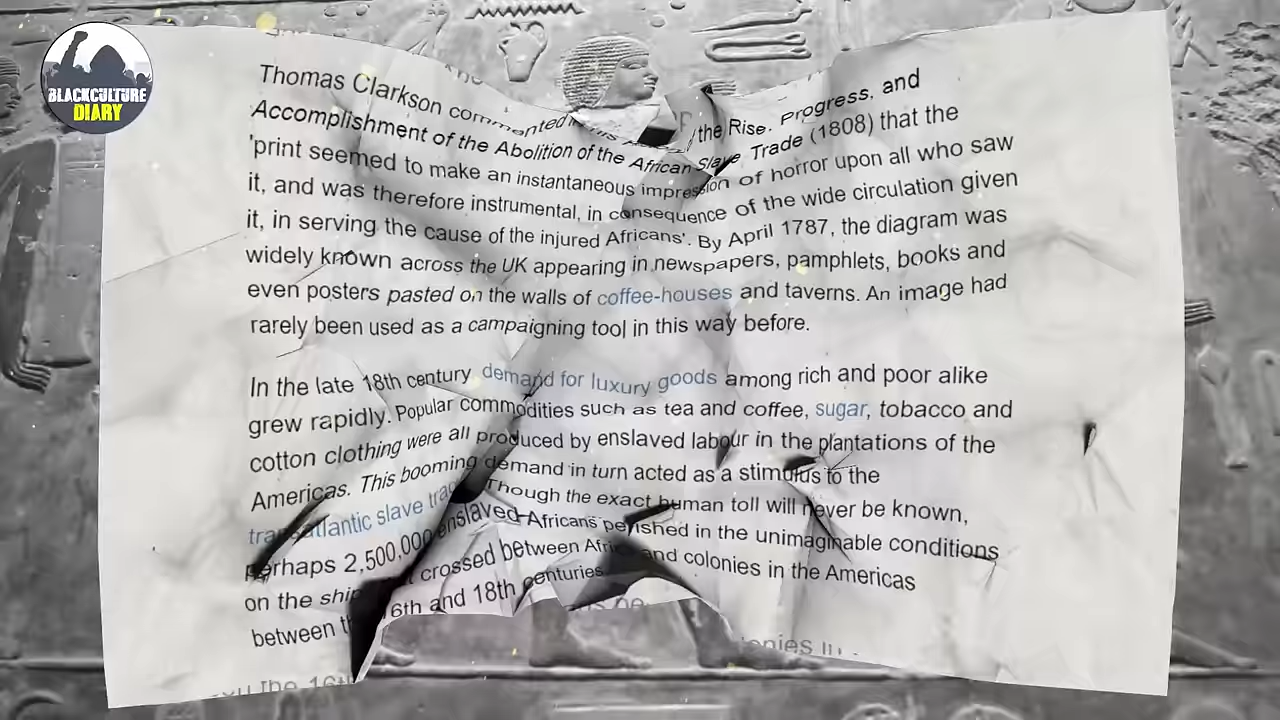 BLACKCULTURE
DIARY
Thomas Clarkson commented in his the Rise. Progress, and
Accomplishment of the Abolition of the African Slave Trade (1808) that the
'print seemed to make an instantaneous impression of horror upon all who saw
it, and was therefore instrumental, in consequence of the wide circulation given
it, in serving the cause of the injured Africans'. By April 1787, the diagram was
widely known across the UK appearing in newspapers, pamphlets, books and
even posters pasted on the walls of coffee-houses and taverns. An image had
rarely been used as a campaigning tool in this way before.
In the late 18th century demand for luxury goods among rich and poor alike
grew rapidly. Popular commodities such as tea and coffee, sugar, tobacco and
cotton clothing were all produced by enslaved labour in the plantations of the
Americas. This booming demand in turn acted as a stimulus to the
transatlantic slave trade Though the exact human toll will never be known,
perhaps 2,500,000 enslaved Africans perished in the unimaginable conditions
on the ships crossed between Africa and colonies in the Americas
between the 16th and 18th centuries